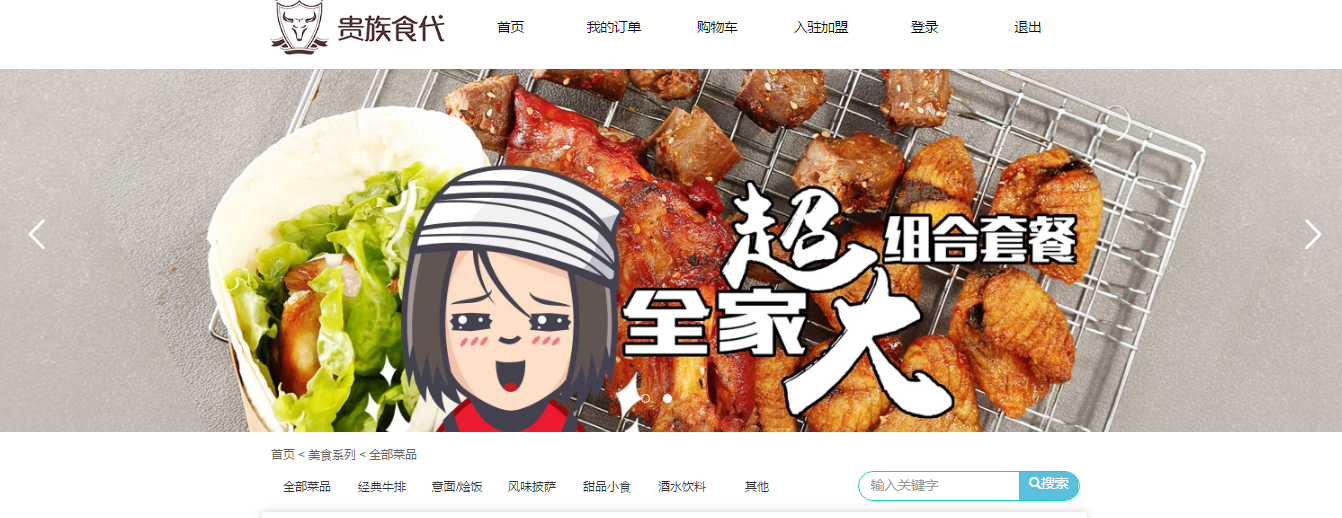 贵族食代 首页 我的订单 购物车 入驻加盟 登录 退出
超大
组合套餐
全家
首页 < 美食系列 < 全部菜品
全部菜品 经典牛排 意面/烩饭 风味披萨 甜品小食 酒水饮料 其他 输入关键字 搜索